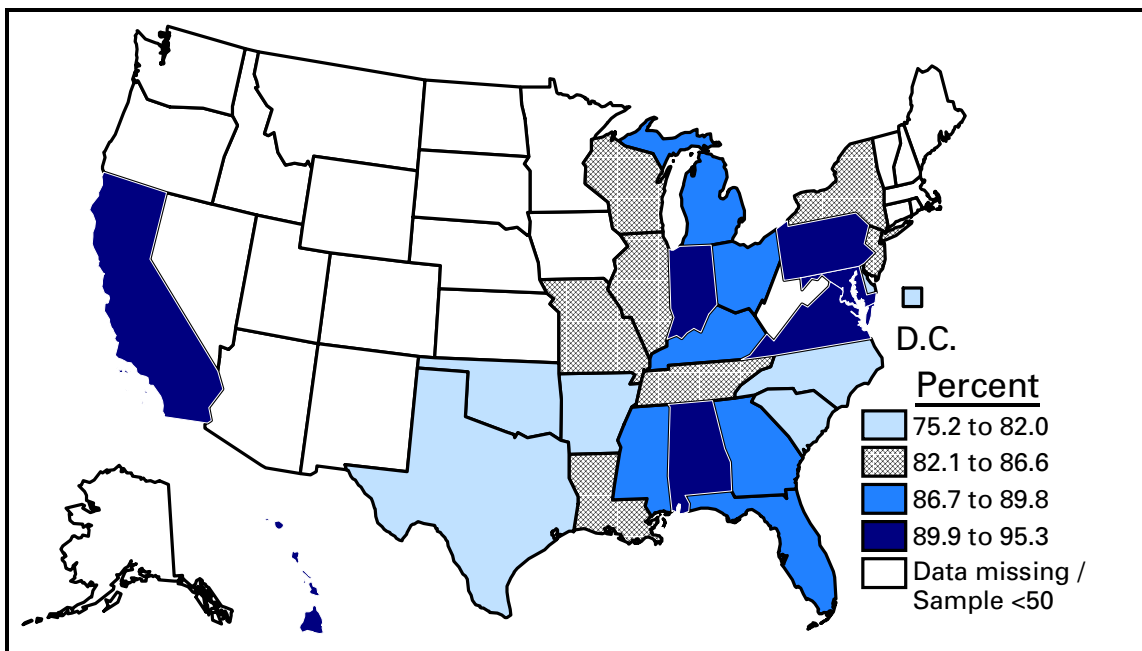 D.C.
Percent
75.2 to 82.0
82.1 to 86.6
86.7 to 89.8
89.9 to 95.3
Data missing /
Sample <50